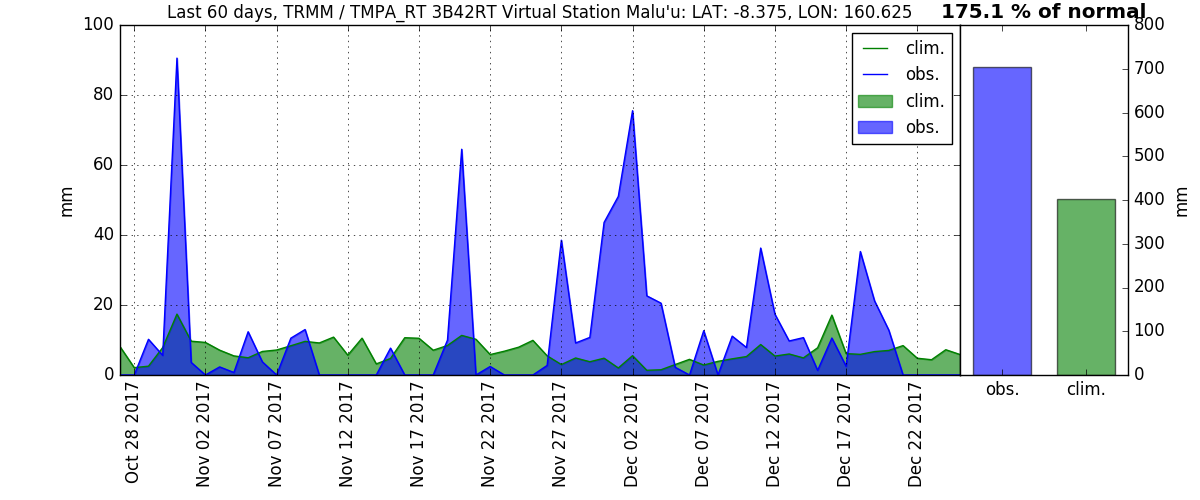 Last 60 days, TRMM / TMPA_RT 3B42RT Virtual Station Malu'u: LAT: -8.375, LON: 160.625
175.1 % of normal
100
80
60
40
20
0
mm
clim.
obs.
clim.
obs.
Oct 28 2017
Nov 02 2017
Nov 07 2017
Nov 12 2017
Nov 17 2017
Nov 22 2017
Nov 27 2017
Dec 02 2017
Dec 07 2017
Dec 12 2017
Dec 17 2017
Dec 22 2017
800
700
600
500
400
300
200
100
0
mm
obs.
clim.